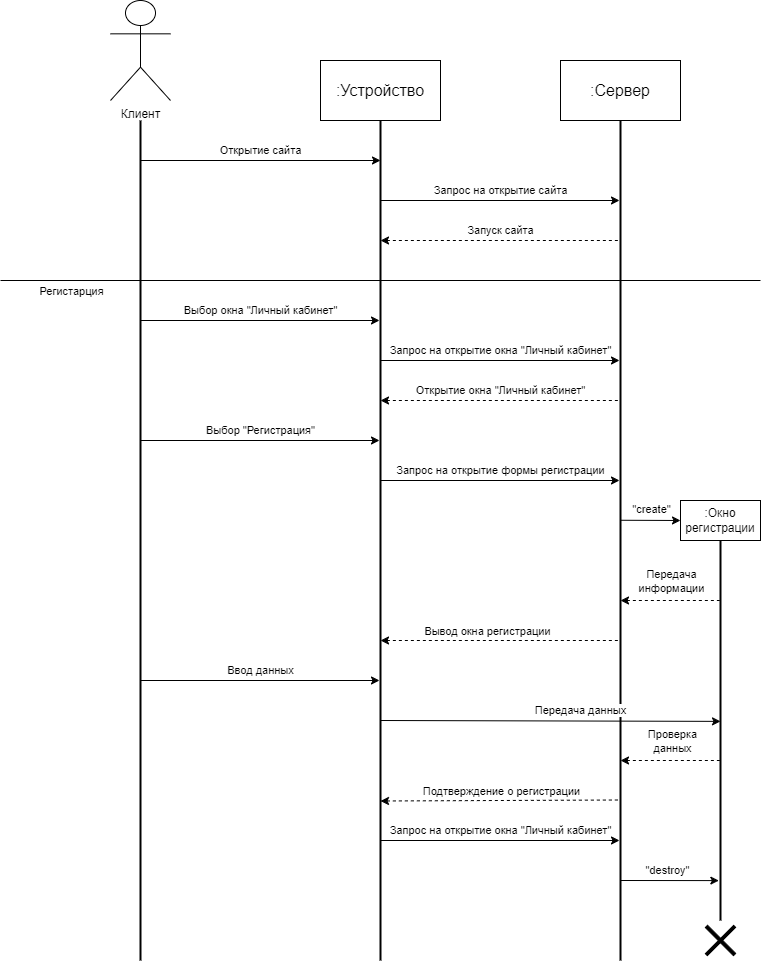 Клиент
:Устройство
:Сервер
Открытие сайта
Запрос на открытие сайта
Запуск сайта
Регистарция
Выбор окна "Личный кабинет"
Запрос на открытие окна "Личный кабинет"
Открытие окна "Личный кабинет"
Выбор "Регистрация"
Запрос на открытие формы регистрации
"create"
:Окно
регистрации
Передача
информации
Вывод окна регистрации
Ввод данных
Передача данных
Проверка
данных
Подтверждение о регистрации
Запрос на открытие окна "Личный кабинет"
"destroy"